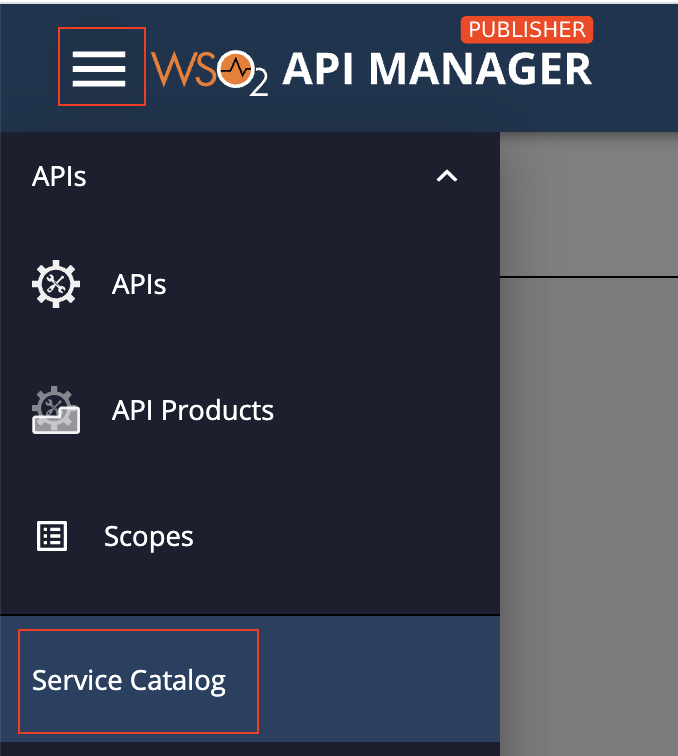 PUBLISHER
WSO2 API MANAGER
APIs
APIs
API Products
Scopes
Service Catalog